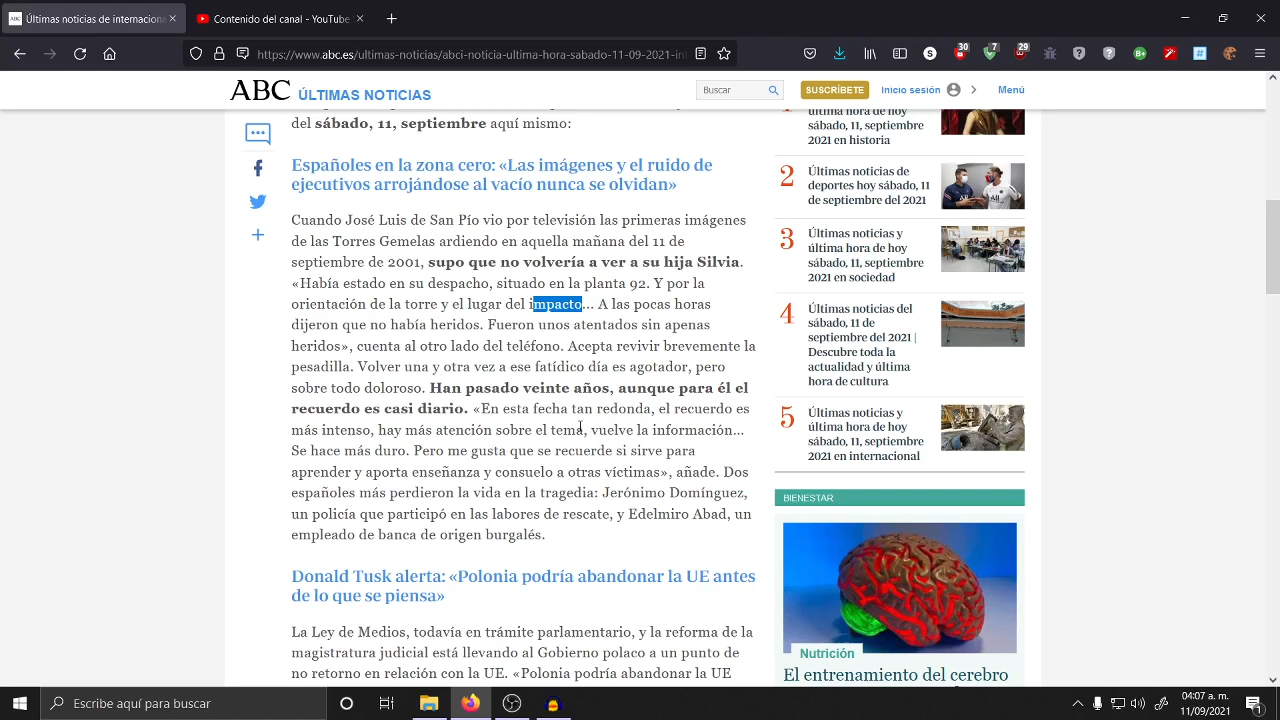 Últimas noticias de internaciona
Contenido del canal - YouTube
https://www.abc.es/ultimas-noticias/abci-noticia-ultima-hora-sabado-11-09-2021-int
30
7
29
ABC ÚLTIMAS NOTICIAS
Buscar
SUSCRÍBETE
Inicio sesión
Menú
del sábado, 11, septiembre aquí mismo:
Españoles en la zona cero: «Las imágenes y el ruido de
ejecutivos arrojándose al vacío nunca se olvidan»
Cuando José Luis de San Pío vio por televisión las primeras imágenes
de las Torres Gemelas ardiendo en aquella mañana del 11 de
septiembre de 2001, supo que no volvería a ver a su hija Silvia.
«Había estado en su despacho, situado en la planta 92. Y por la
orientación de la torre y el lugar del impacto... A las pocas horas
dijeron que no había heridos. Fueron unos atentados sin apenas
heridos», cuenta al otro lado del teléfono. Acepta revivir brevemente la
pesadilla. Volver una y otra vez a ese fatídico día es agotador, pero
sobre todo doloroso. Han pasado veinte años, aunque para él el
recuerdo es casi diario. «En esta fecha tan redonda, el recuerdo es
más intenso, hay más atención sobre el tema, vuelve la información...
Se hace más duro. Pero me gusta que se recuerde si sirve para
aprender y aporta enseñanza y consuelo a otras víctimas», añade. Dos
españoles más perdieron la vida en la tragedia: Jerónimo Domínguez,
un policía que participó en las labores de rescate, y Edelmiro Abad, un
empleado de banca de origen burgalés.
Donald Tusk alerta: «Polonia podría abandonar la UE antes
de lo que se piensa»
La Ley de Medios, todavía en trámite parlamentario, y la reforma de la
magistratura judicial está llevando al Gobierno polaco a un punto de
no retorno en relación con la UE. «Polonia podría abandonar la UE
última hora de hoy
sábado, 11, septiembre
2021 en historia
2
Últimas noticias de
deportes hoy sábado, 11
de septiembre del 2021
3
Últimas noticias y
última hora de hoy
sábado, 11, septiembre
2021 en sociedad
4
Últimas noticias del
sábado, 11 de
septiembre del 2021 |
Descubre toda la
actualidad y última
hora de cultura
5
Últimas noticias y
última hora de hoy
sábado, 11, septiembre
2021 en internacional
BIENESTAR
Nutrición
El entrenamiento del cerebro
Escribe aquí para buscar
04:07 a. m.
11/09/2021